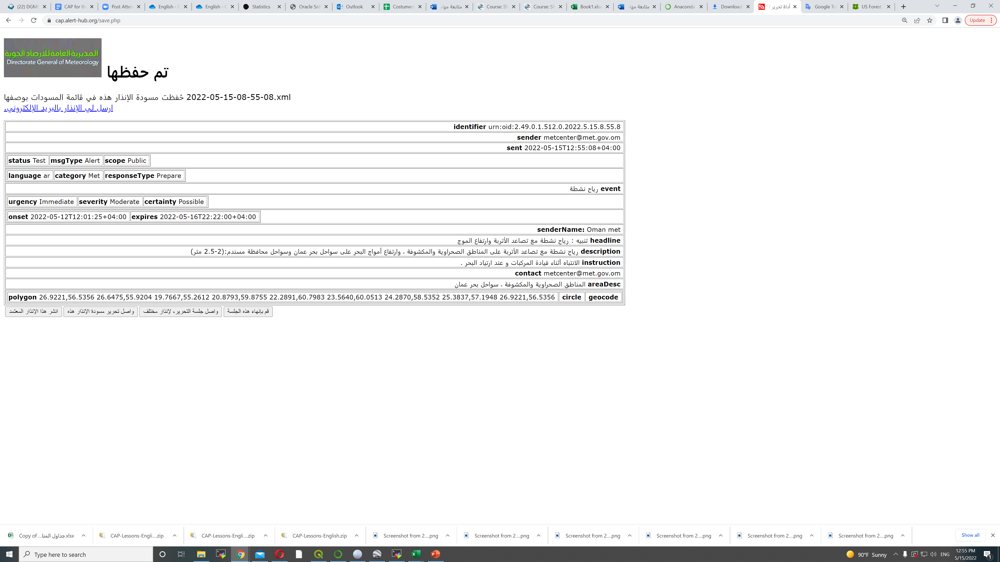 (22) DGME
CAP for the
Post Atten
English - C
English - C
Statistics
Oracle Self
Outlook
Costumers
متابعة مهام
Course: Sh
Course: Sh
Book1.xlsx
متابعة مهام
Anaconda
Download
أداة تحرير ا
Google Tra
US Forest S
cap.alert-hub.org/save.php
Update
المديرية العامة للأرصاد الجوية
Directorate General of Meteorology
تم حفظها
حُفظت مسودة الإنذار هذه في قائمة المسودات بوصفها 2022-05-15-08-55-08.xml
ارسل لي الإنذار بالبريد الإلكتروني.
identifier urn:oid:2.49.0.1.512.0.2022.5.15.8.55.8
sender metcenter@met.gov.om
sent 2022-05-15T12:55:08+04:00
status Test msgType Alert scope Public
language ar category Met responseType Prepare
event رياح نشطة
urgency Immediate severity Moderate certainty Possible
onset 2022-05-12T12:01:25+04:00 expires 2022-05-16T22:22:00+04:00
senderName: Oman met
headline تنبيه : رياح نشطة مع تصاعد الأتربة وارتفاع الموج
description رياح نشطة مع تصاعد الأتربة على المناطق الصحراوية والمكشوفة ، وارتفاع أمواج البحر على سواحل بحر عمان وسواحل محافظة مسندم:(2-2.5 متر)
instruction الانتباه أثناء قيادة المركبات و عند ارتياد البحر .
contact metcenter@met.gov.om
areaDesc المناطق الصحراوية والمكشوفة ، سواحل بحر عمان
polygon 26.9221,56.5356 26.6475,55.9204 19.7667,55.2612 20.8793,59.8755 22.2891,60.7983 23.5640,60.0513 24.2870,58.5352 25.3837,57.1948 26.9221,56.5356 circle geocode
انشر هذا الإنذار المعتمد
واصل تحرير مسودة الإنذار هذه
واصل جلسة التحرير، لإنذار مختلف
قم بإنهاء هذه الجلسة
Copy of ...جداول المنا.xlsx
CAP-Lessons-Engli....zip
CAP-Lessons-Engli....zip
CAP-Lessons-English.zip
Screenshot from 2....png
Screenshot from 2....png
Screenshot from 2....png
Screenshot from 2....png
Screenshot from 2....png
Screenshot from 2....png
Show all
Type here to search
90°F Sunny
ENG
12:55 PM
5/15/2022
1